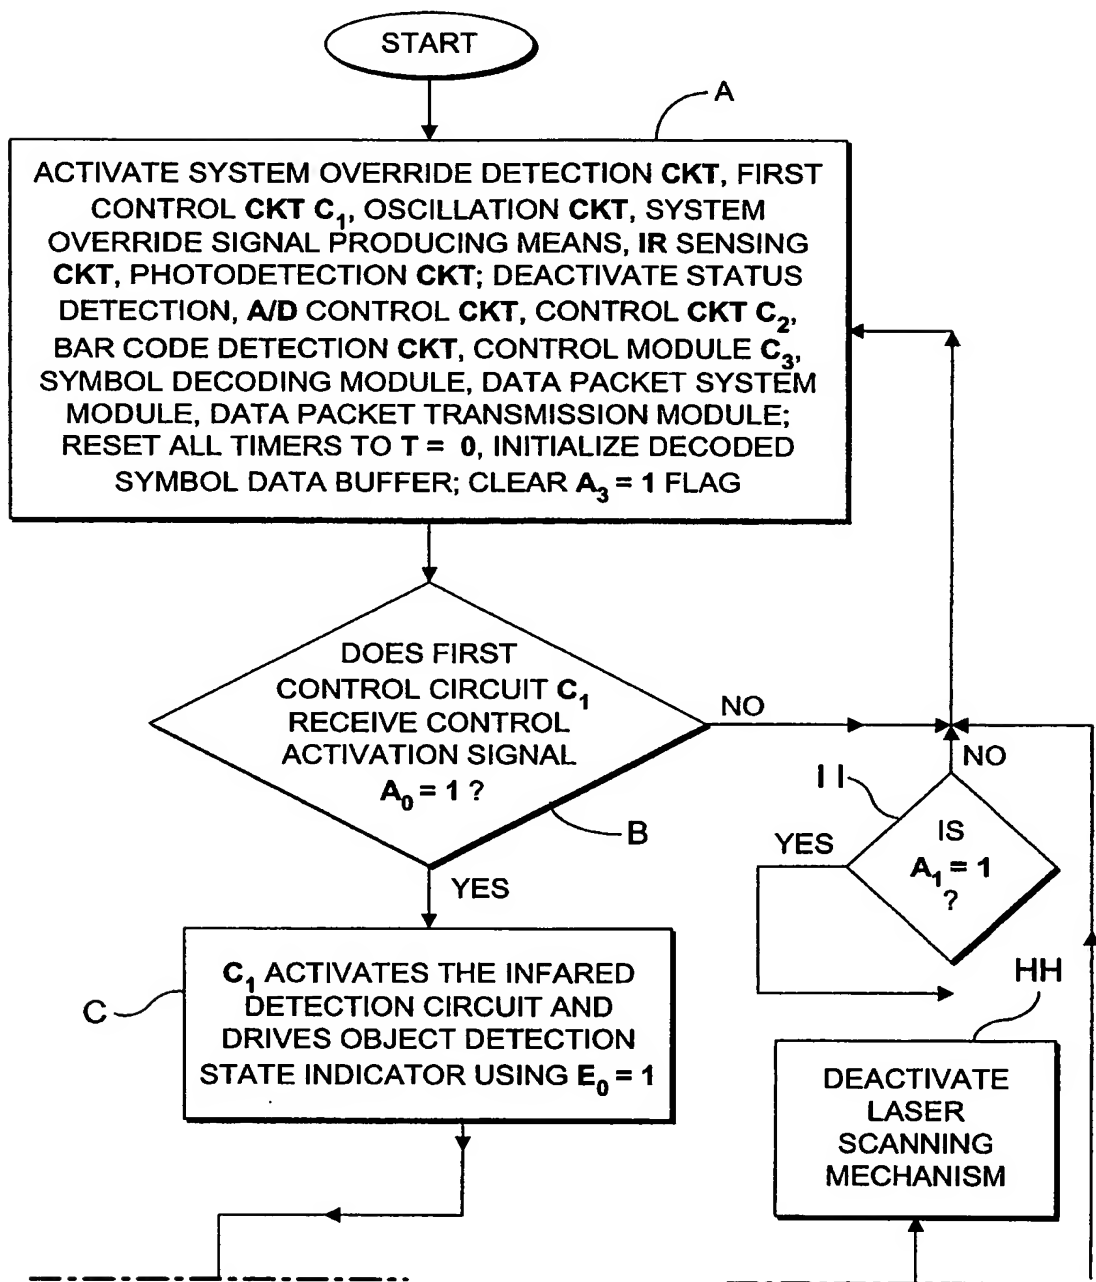 START
A
ACTIVATE SYSTEM OVERRIDE DETECTION CKT, FIRST
CONTROL CKT C₁, OSCILLATION CKT, SYSTEM
OVERRIDE SIGNAL PRODUCING MEANS, IR SENSING
CKT, PHOTODETECTION CKT; DEACTIVATE STATUS
DETECTION, A/D CONTROL CKT, CONTROL CKT C₂,
BAR CODE DETECTION CKT, CONTROL MODULE C₃,
SYMBOL DECODING MODULE, DATA PACKET SYSTEM
MODULE, DATA PACKET TRANSMISSION MODULE;
RESET ALL TIMERS TO T = 0, INITIALIZE DECODED
SYMBOL DATA BUFFER; CLEAR A₃ = 1 FLAG
DOES FIRST
CONTROL CIRCUIT C₁
RECEIVE CONTROL
ACTIVATION SIGNAL
A₀ = 1 ?
NO
B
YES
C
C₁ ACTIVATES THE INFARED
DETECTION CIRCUIT AND
DRIVES OBJECT DETECTION
STATE INDICATOR USING E₀ = 1
NO
II
YES
IS
A₁ = 1
?
HH
DEACTIVATE
LASER
SCANNING
MECHANISM